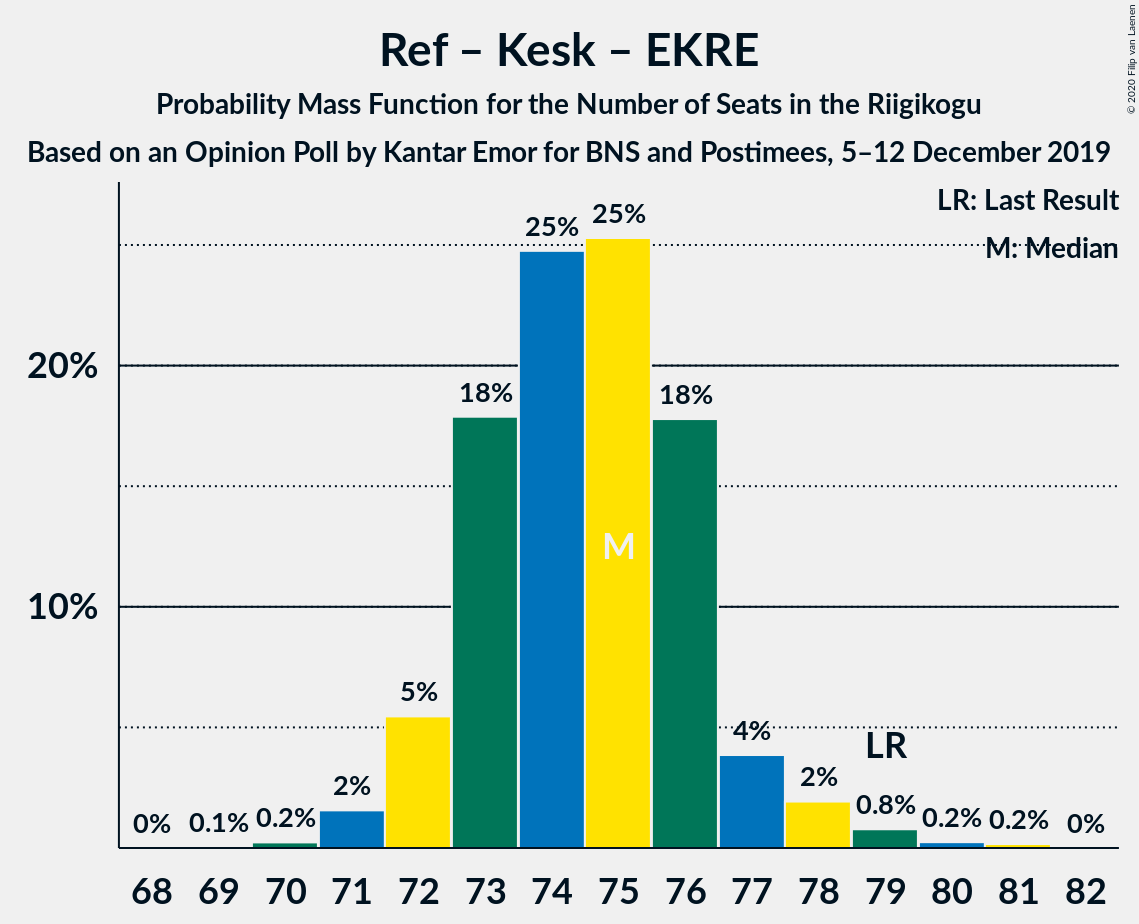 Ref – Kesk – EKRE
Probability Mass Function for the Number of Seats in the Riigikogu
Based on an Opinion Poll by Kantar Emor for BNS and Postimees, 5–12 December 2019
© 2020 Filip van Laenen
LR: Last Result
M: Median
20%
10%
0%
0.1%
0.2%
2%
5%
18%
25%
25%
18%
4%
2%
0.8%
0.2%
0.2%
0%
M
LR
68 69 70 71 72 73 74 75 76 77 78 79 80 81 82